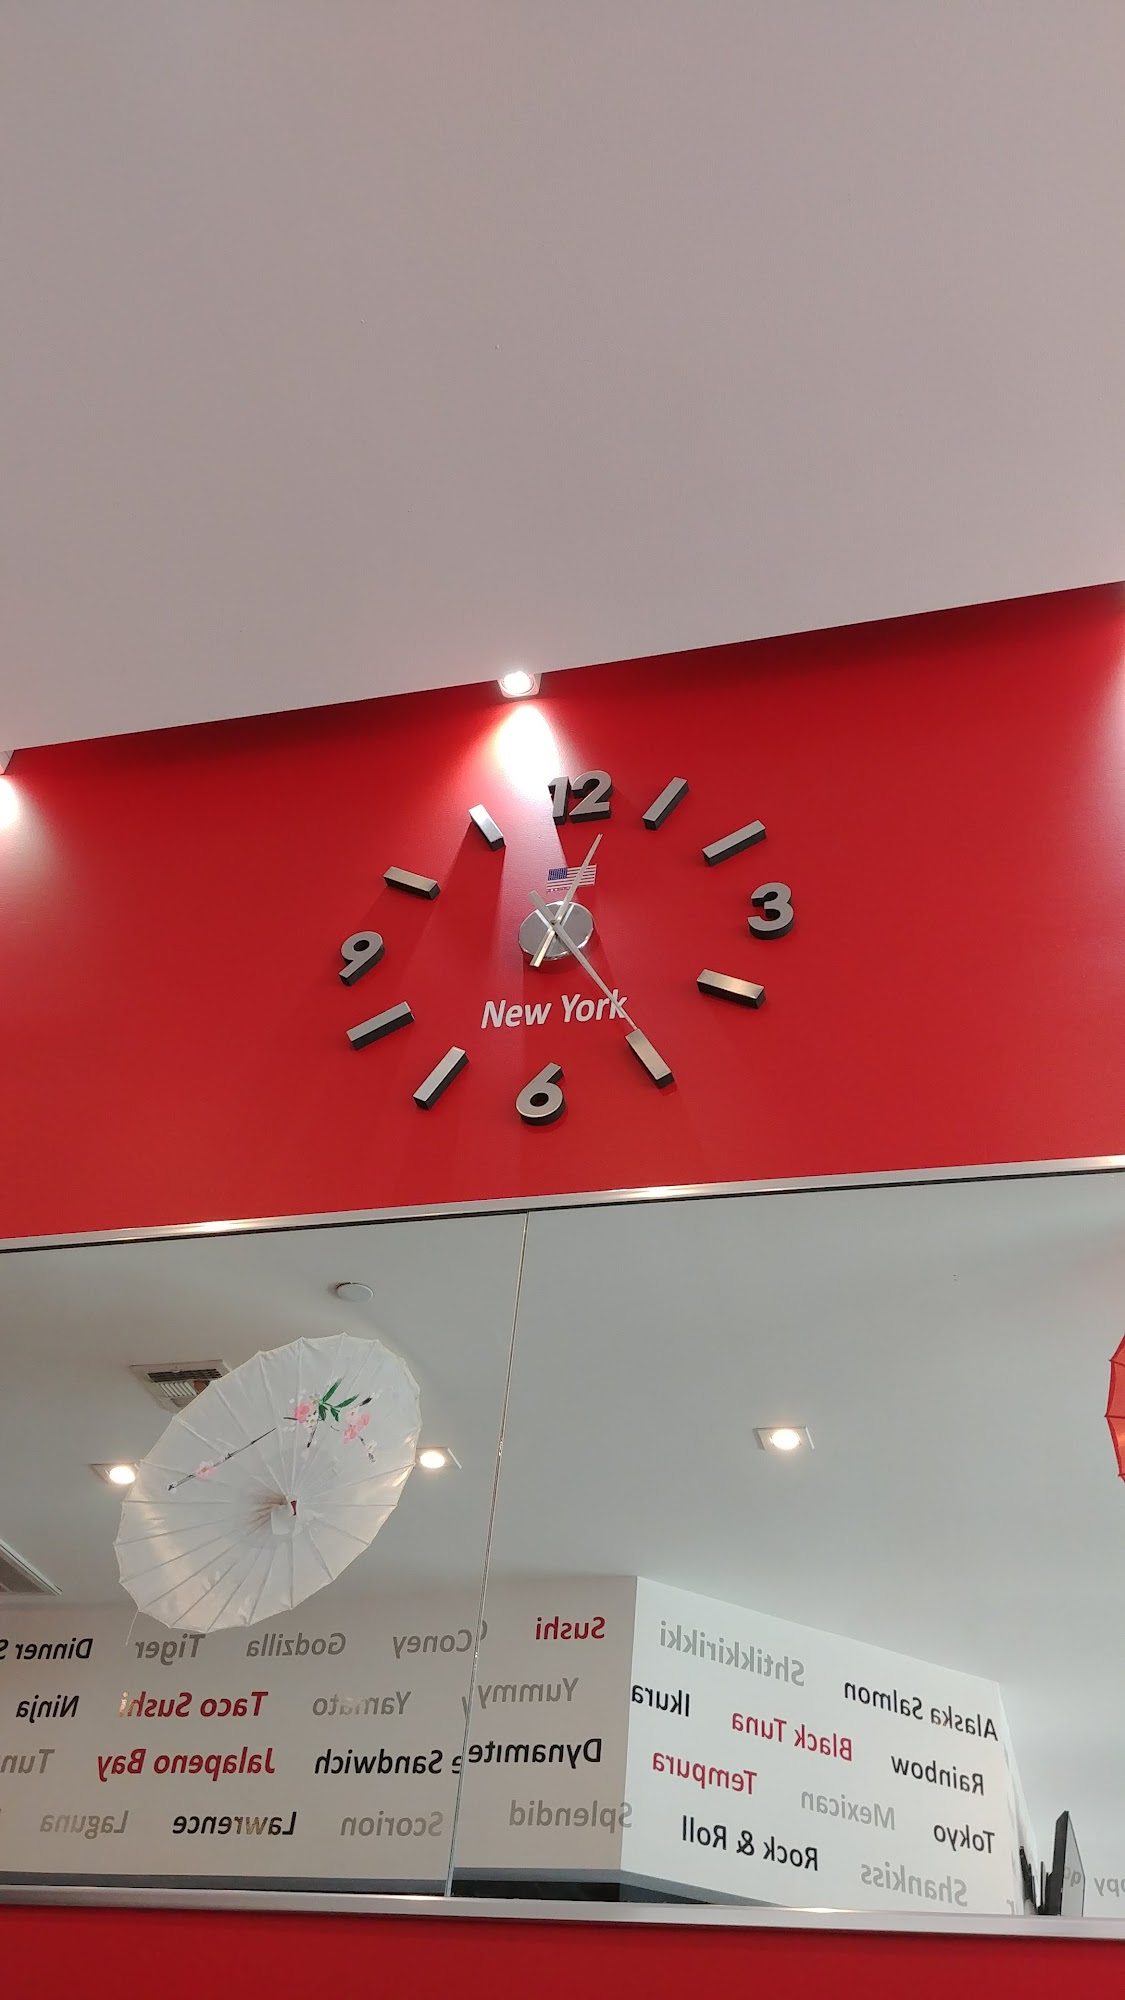 12
3
9
New York
6
Sushi
Coney
Godzilla
Tiger
Dinner S
Shtikkirikki
Yummy
Yamato
Taco Sushi
Ninja
Alaska Salmon
Ikura
Black Tuna
Dynamite
Sandwich
Jalapeno Bay
Rainbow
Tempura
Mexican
Splendid
Scorion
Lawrence
Laguna
Tokyo
Rock & Roll
Shankiss